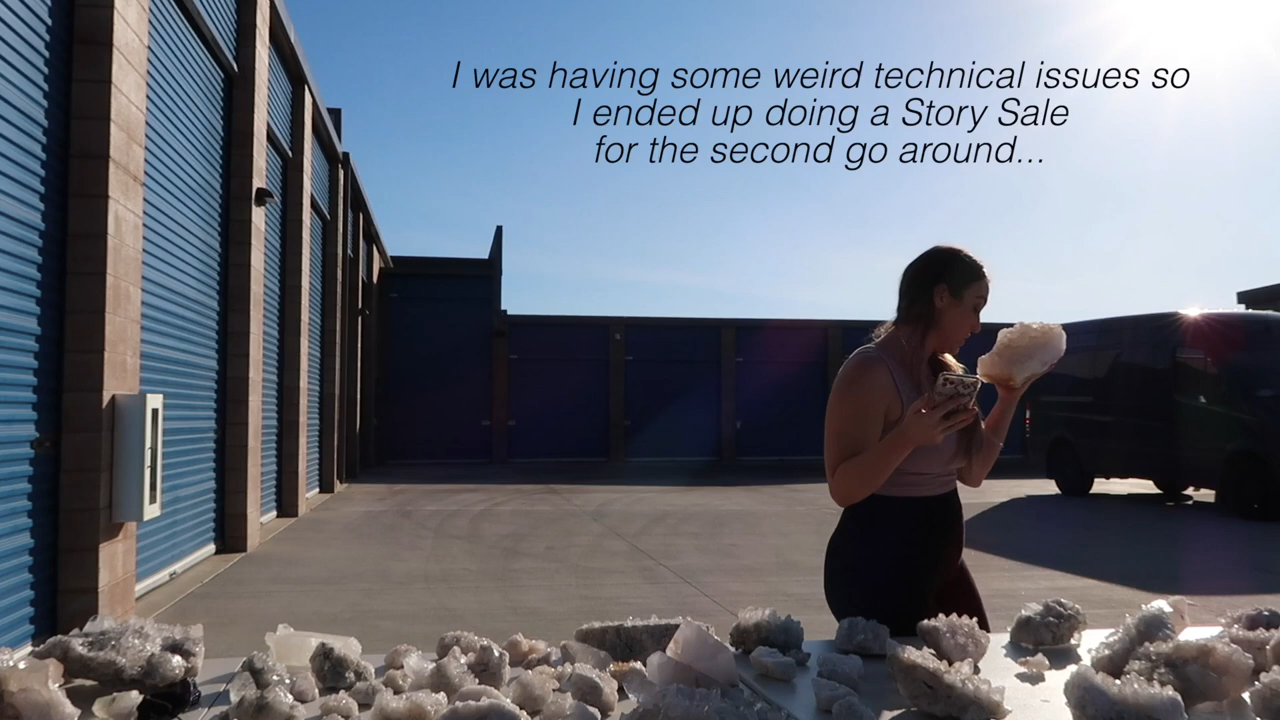 I was having some weird technical issues so
I ended up doing a Story Sale
for the second go around...